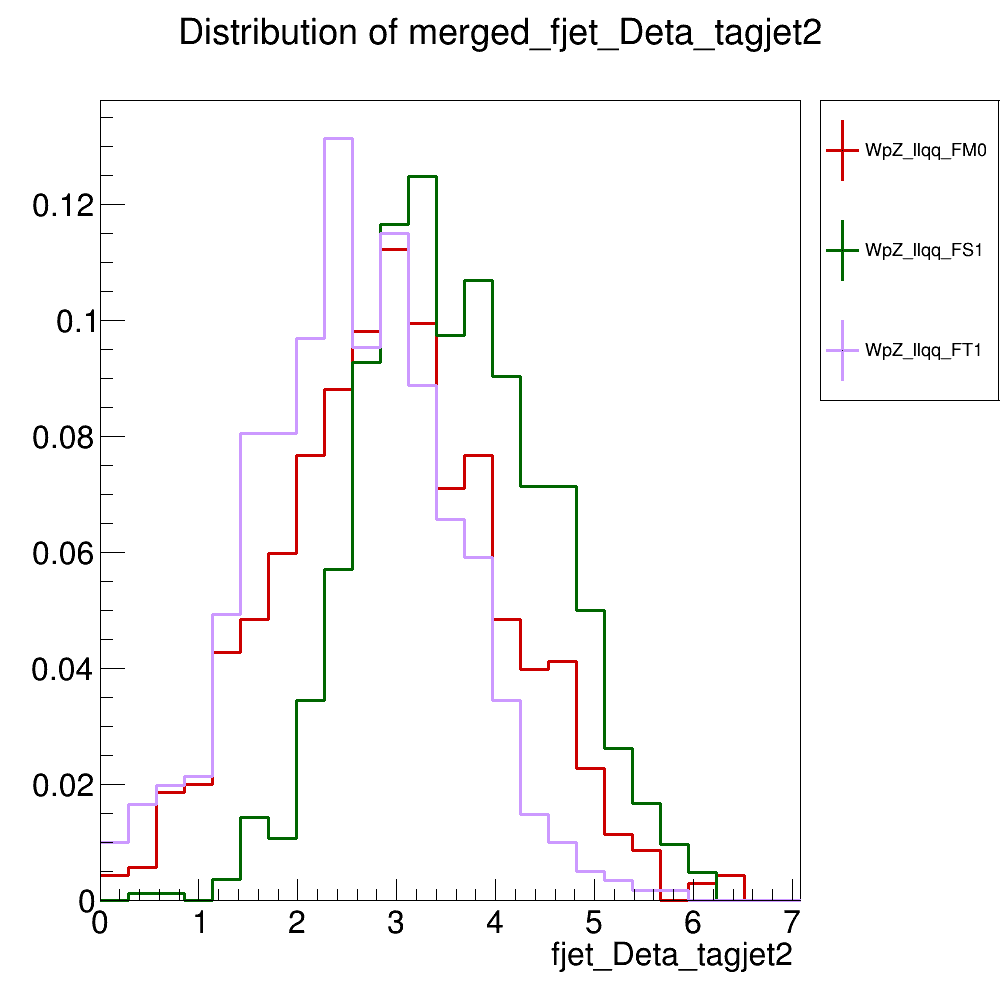 Distribution of merged_fjet_Deta_tagjet2
WpZ_llqq_FM0
WpZ_llqq_FS1
WpZ_llqq_FT1
0.12
0.1
0.08
0.06
0.04
0.02
0
0 1 2 3 4 5 6 7
fjet_Deta_tagjet2